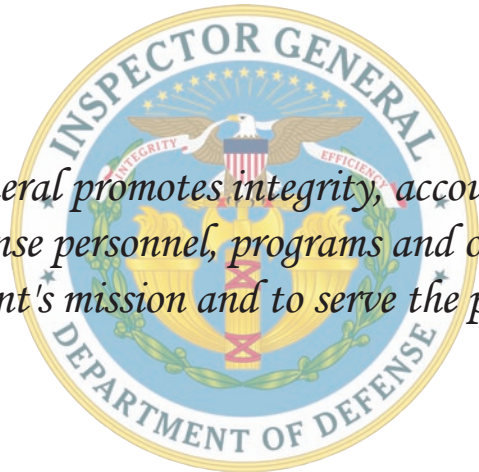 INSPECTOR GENERAL
INTEGRITY EFFICIENCY
neral promotes integrity, accou
nse personnel, programs and o
nt's mission and to serve the p
DEPARTMENT OF DEFENSE